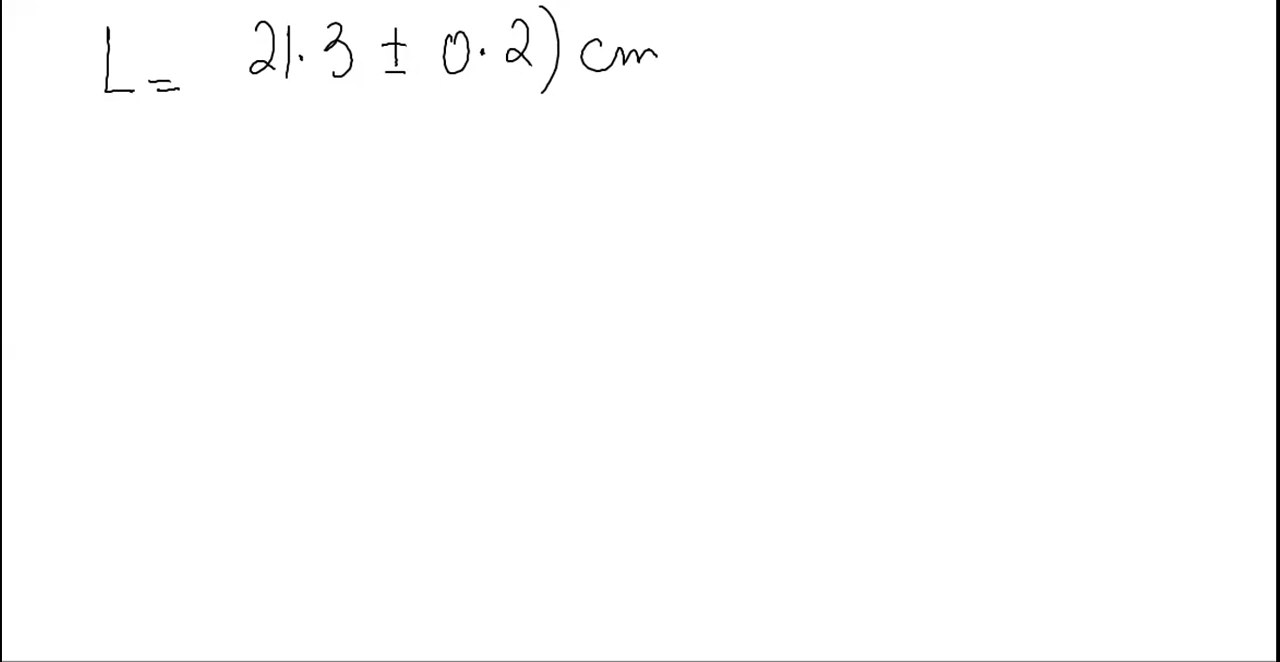 L = 21.3 ± 0.2) cm